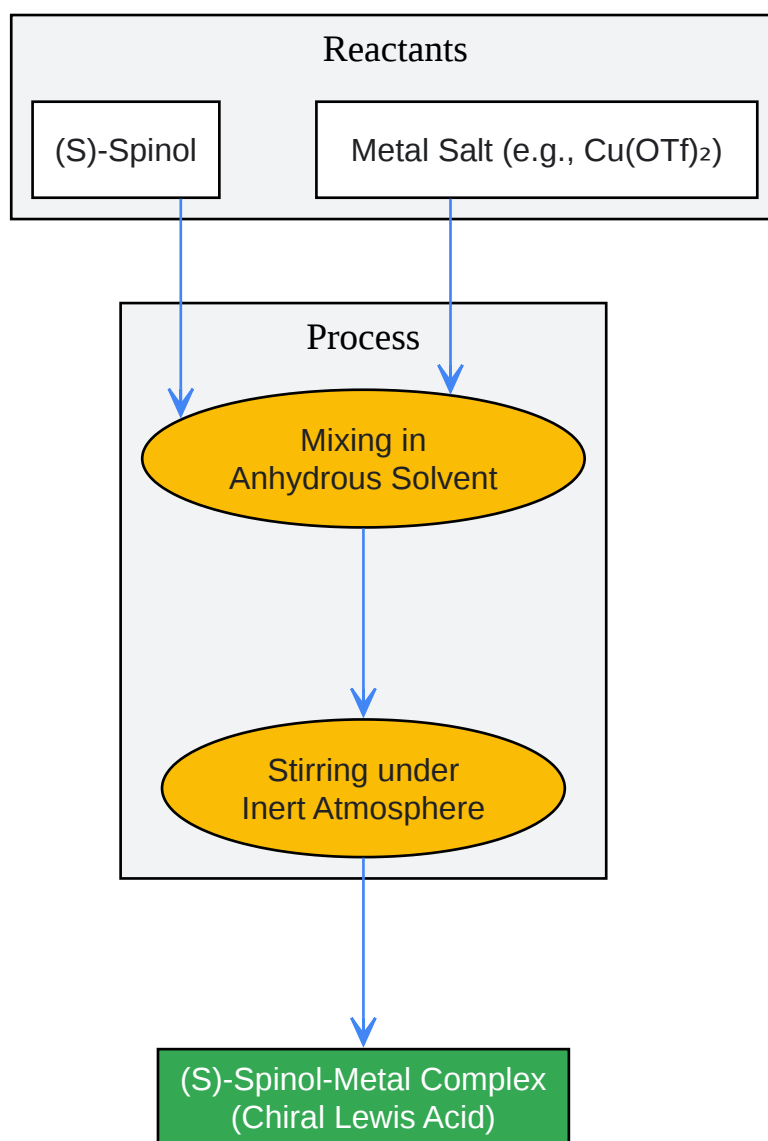 Reactants
(S)-Spinol
Metal Salt (e.g., Cu(OTf)₂)
Process
Mixing in
Anhydrous Solvent
Stirring under
Inert Atmosphere
(S)-Spinol-Metal Complex
(Chiral Lewis Acid)